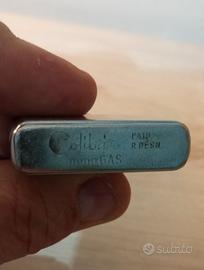 Colibri PAT.
monoGAS R DESN.
subito